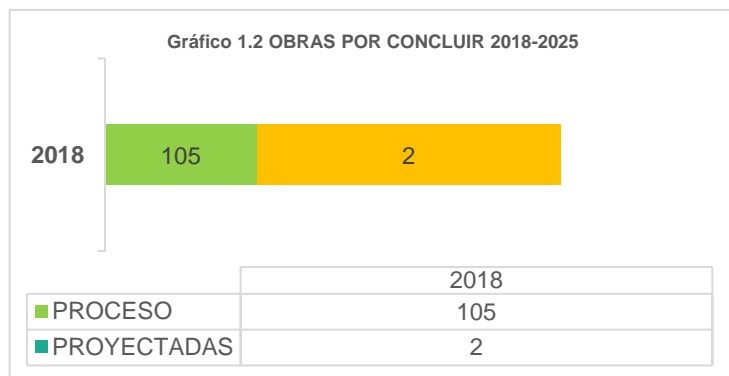 Gráfico 1.2 OBRAS POR CONCLUIR 2018-2025
2018 105 2
2018
PROCESO 105
PROYECTADAS 2